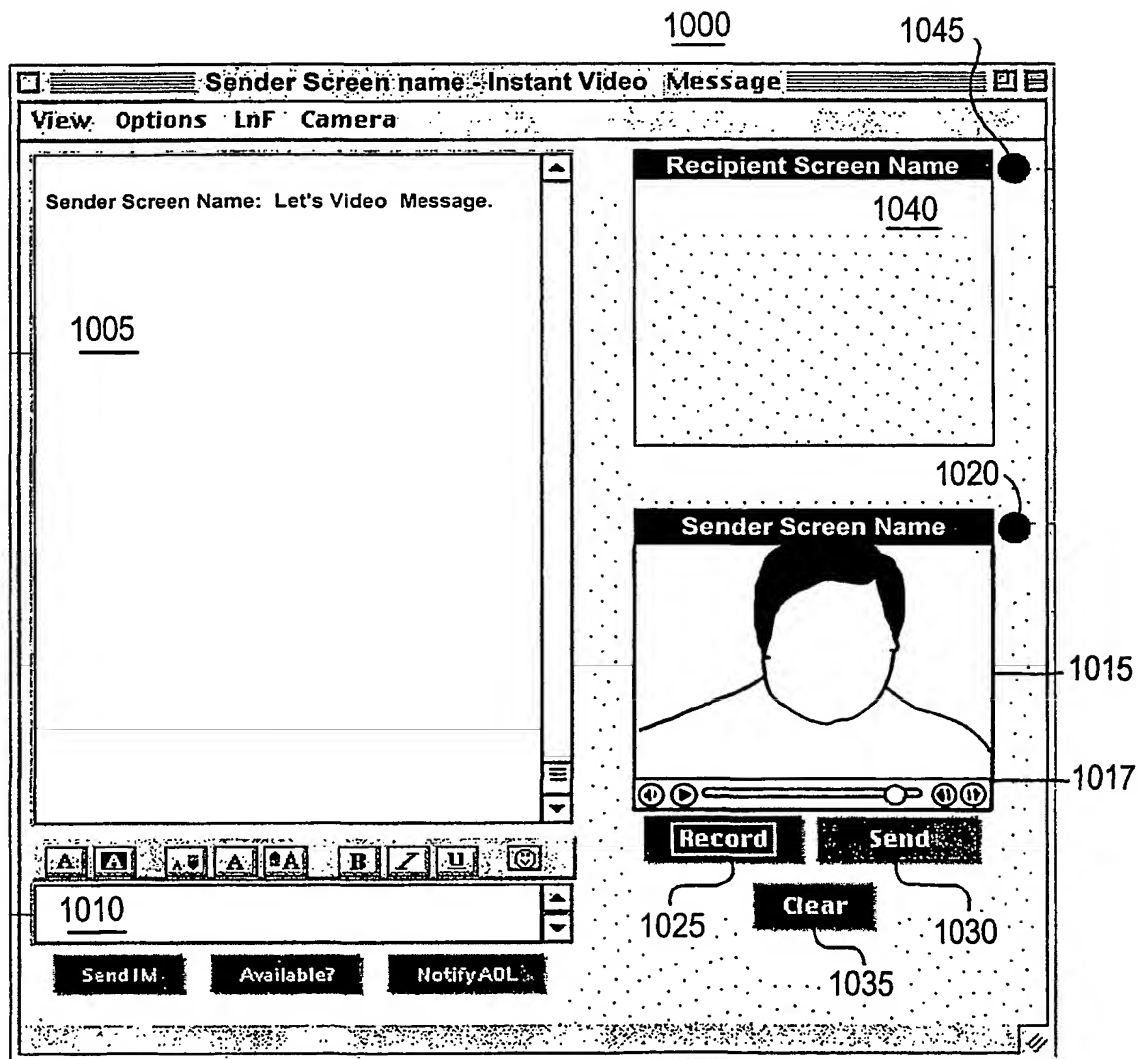 1000
1045
Sender Screen name - Instant Video Message
View Options LnF Camera
Recipient Screen Name
1040
Sender Screen Name: Let's Video Message.
1005
1020
Sender Screen Name
1015
1017
A A A A A B I U
Record Send
1010
1025 Clear 1030
Send IM Available? Notify AOL
1035